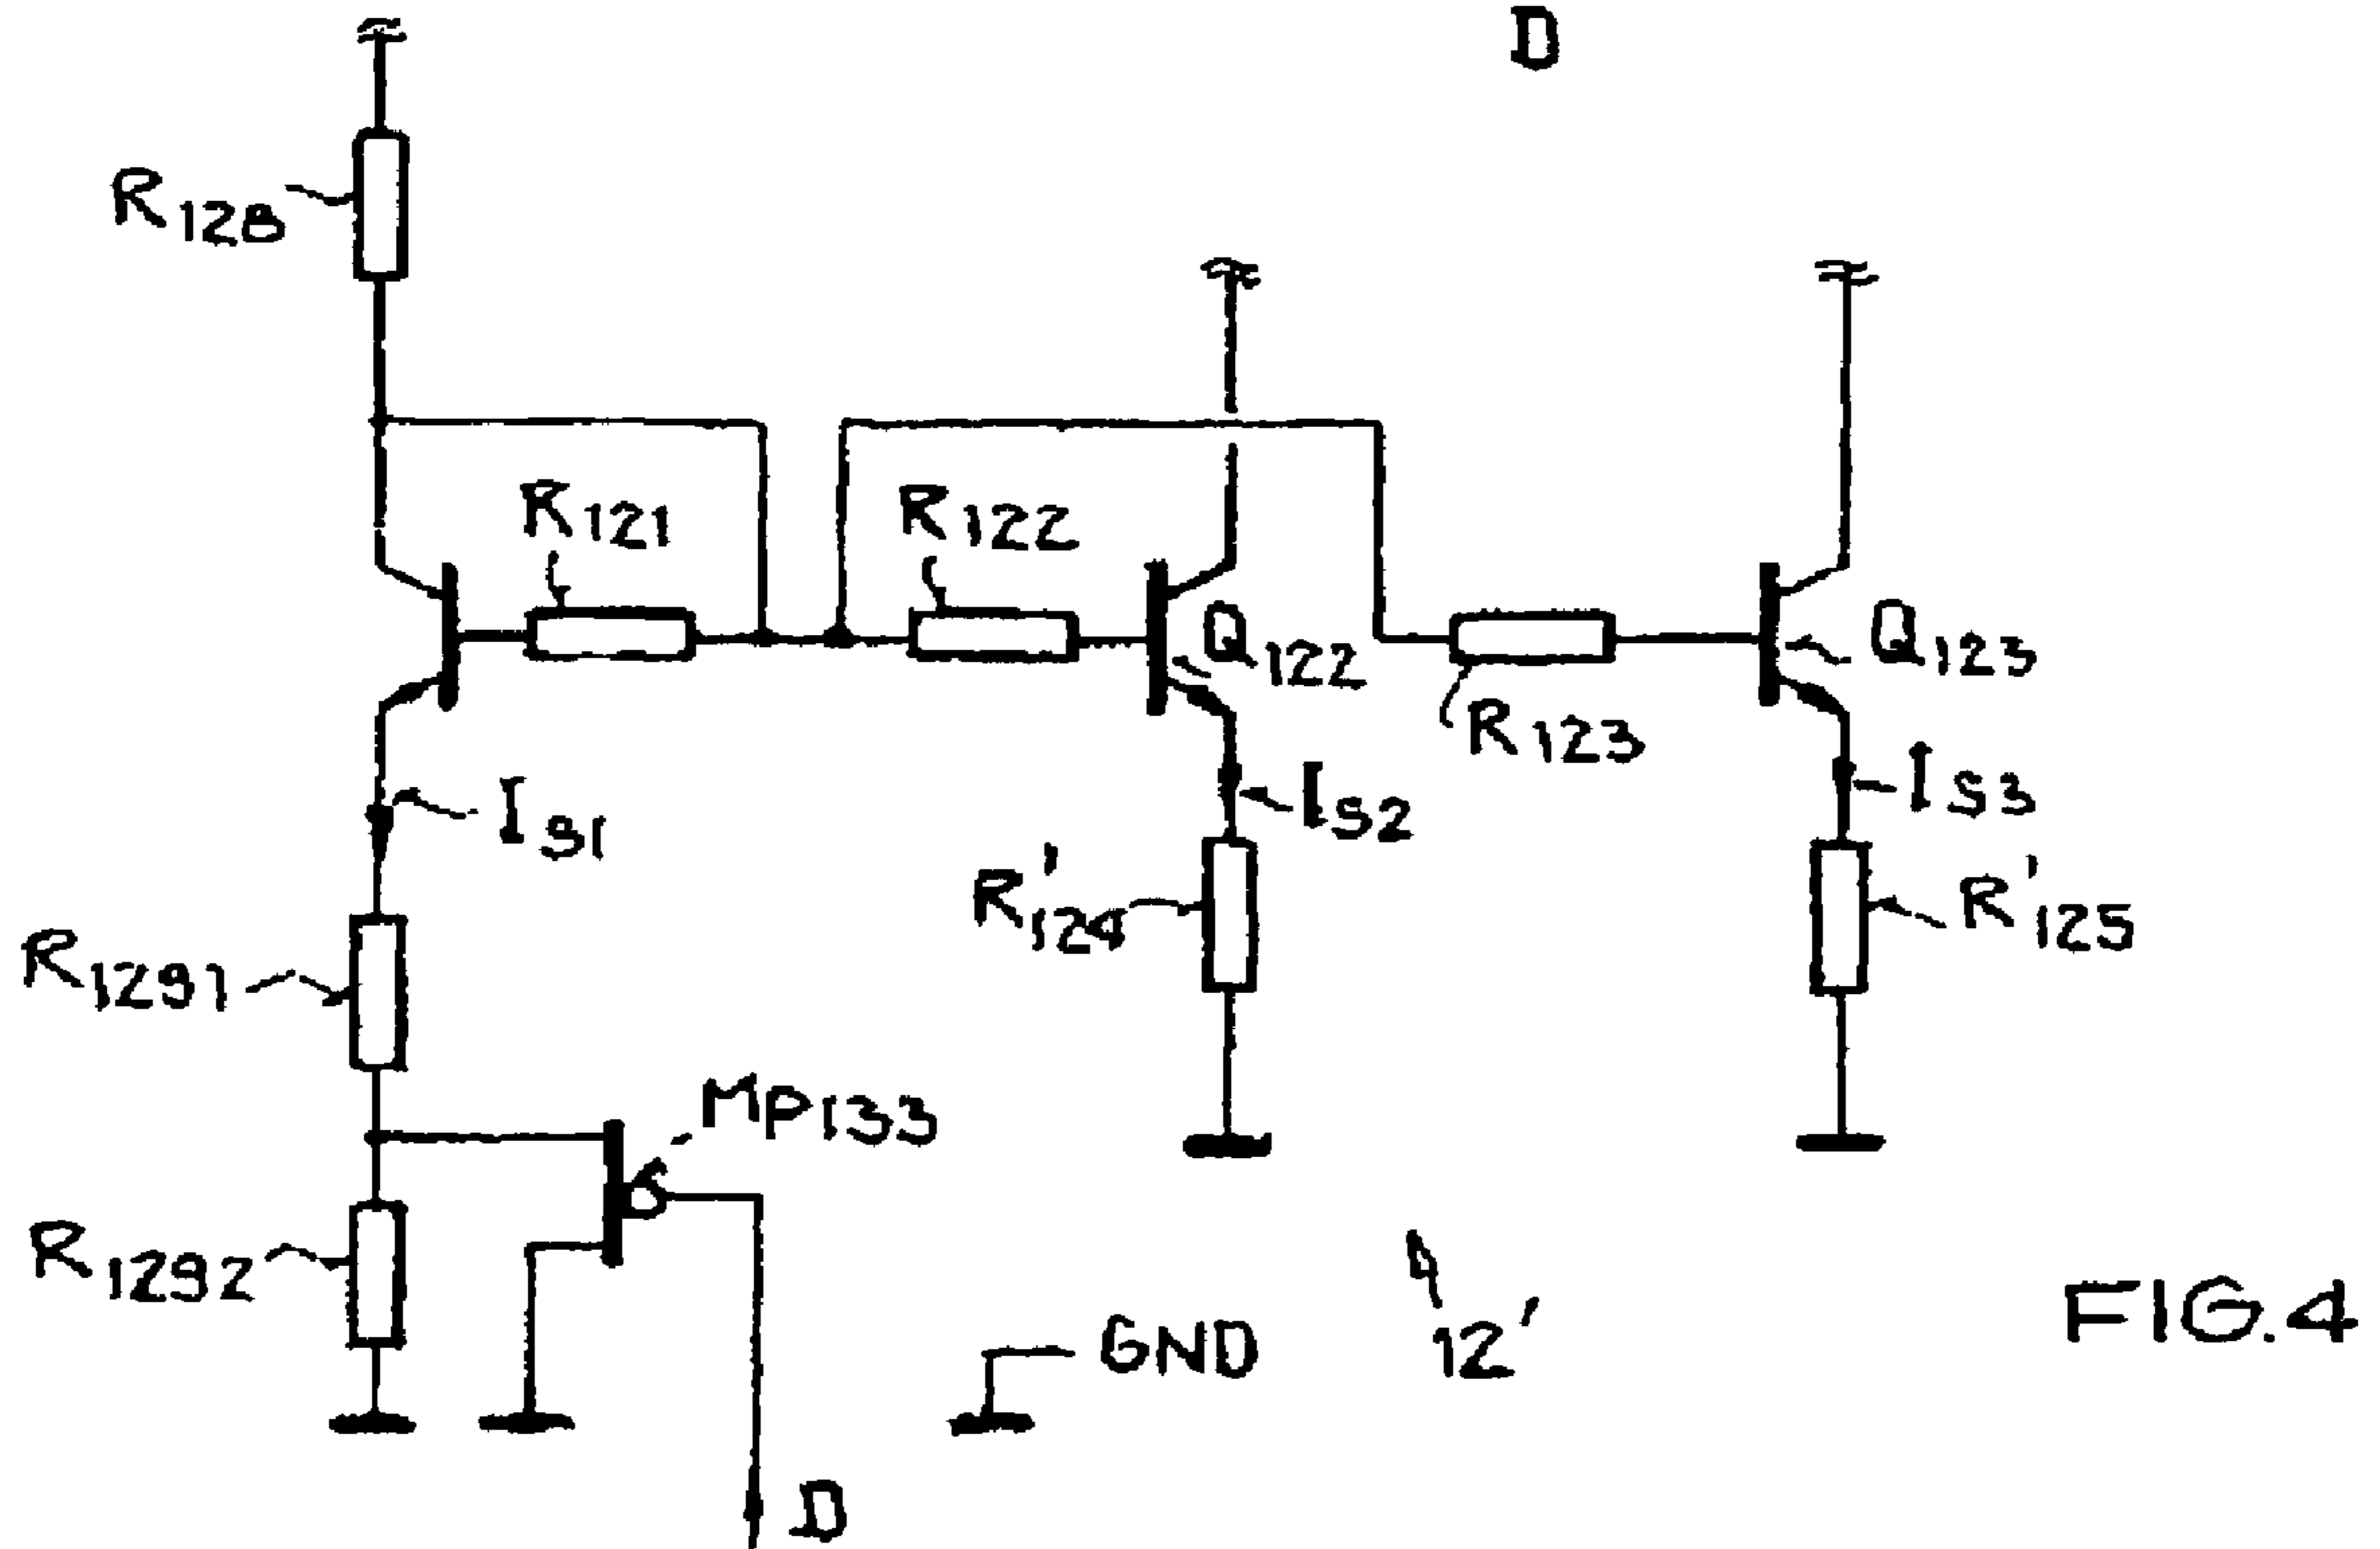 D
R128
R121
R122
Q122
Q123
R123
IS1
IS2
IS3
R'124
R'125
R1291
MP133
R1292
GND
12'
FIG.4
D